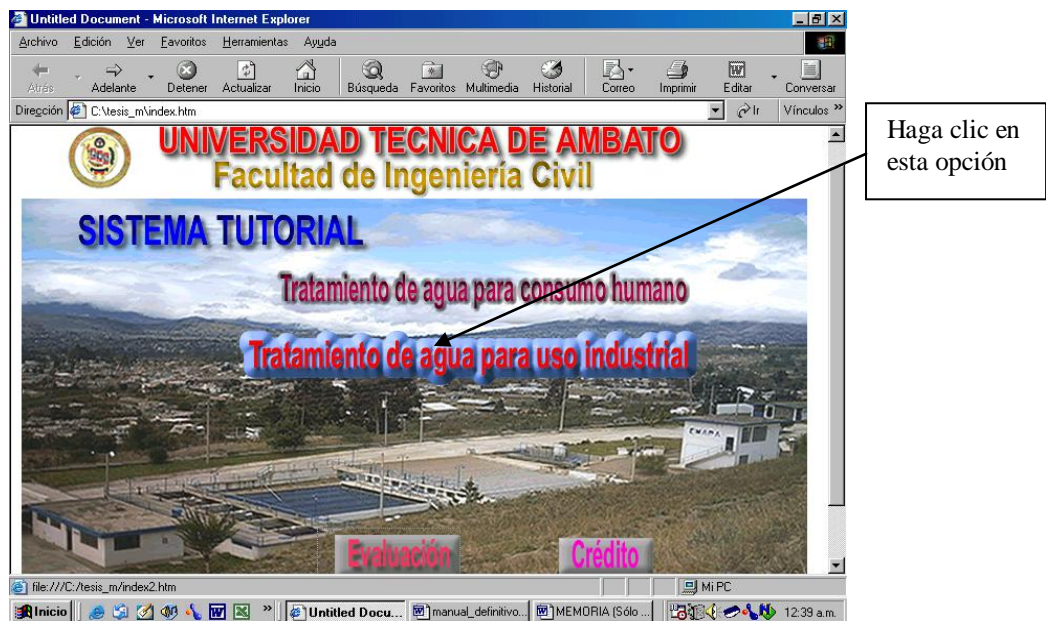 Untitled Document - Microsoft Internet Explorer
Archivo Edición Ver Favoritos Herramientas Ayuda
Atrás Adelante Detener Actualizar Inicio Búsqueda Favoritos Multimedia Historial Correo Imprimir Editar Conversar
Dirección C:\tesis_m\index.htm Ir Vínculos »
UNIVERSIDAD TECNICA DE AMBATO
Facultad de Ingeniería Civil
SISTEMA TUTORIAL
Tratamiento de agua para consumo humano
Tratamiento de agua para uso industrial
EMAPA
Evaluación Crédito
file:///C:/tesis_m/index2.htm Mi PC
Inicio » Untitled Docu... manual_definitivo... MEMORIA (Sólo ... 12:39 a.m.
Haga clic en
esta opción